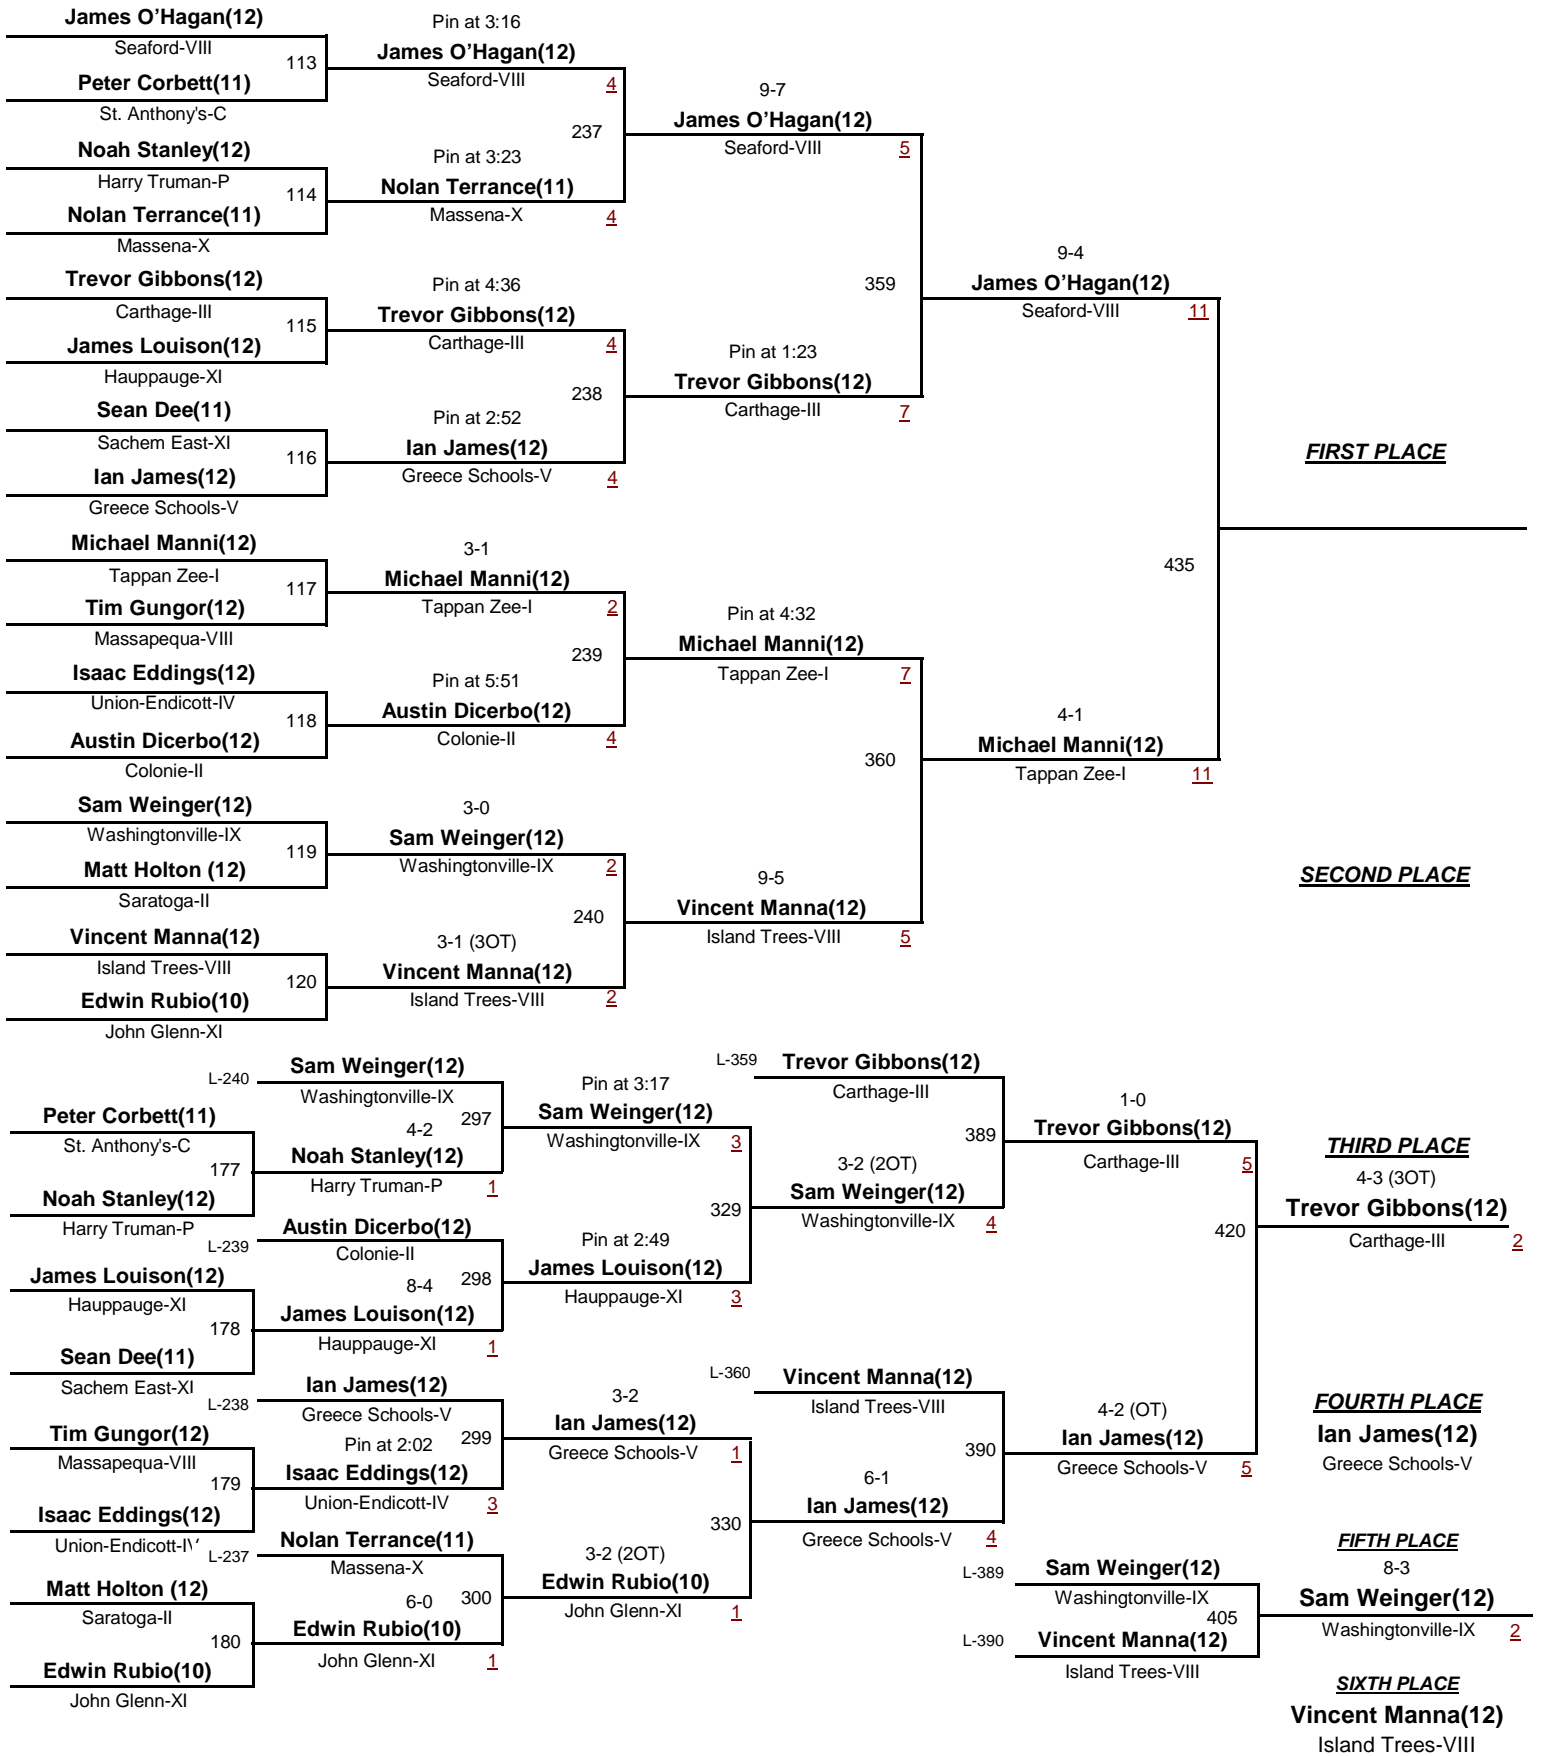 James O’Hagan(12)
Seaford-VIII
113
Peter Corbett(11)
St. Anthony's-C
Noah Stanley(12)
Harry Truman-P
114
Nolan Terrance(11)
Massena-X
Trevor Gibbons(12)
Carthage-III
115
James Louison(12)
Hauppauge-XI
Sean Dee(11)
Sachem East-XI
116
Ian James(12)
Greece Schools-V
Michael Manni(12)
Tappan Zee-I
117
Tim Gungor(12)
Massapequa-VIII
Isaac Eddings(12)
Union-Endicott-IV
118
Austin Dicerbo(12)
Colonie-II
Sam Weinger(12)
Washingtonville-IX
119
Matt Holton (12)
Saratoga-II
Vincent Manna(12)
Island Trees-VIII
120
Edwin Rubio(10)
John Glenn-XI
Pin at 3:16
James O’Hagan(12)
Seaford-VIII
4
237
Pin at 3:23
Nolan Terrance(11)
Massena-X
4
Pin at 4:36
Trevor Gibbons(12)
Carthage-III
4
238
Pin at 2:52
Ian James(12)
Greece Schools-V
4
3-1
Michael Manni(12)
Tappan Zee-I
2
239
Pin at 5:51
Austin Dicerbo(12)
Colonie-II
4
3-0
Sam Weinger(12)
Washingtonville-IX
2
240
3-1 (3OT)
Vincent Manna(12)
Island Trees-VIII
2
9-7
James O’Hagan(12)
Seaford-VIII
5
359
Pin at 1:23
Trevor Gibbons(12)
Carthage-III
7
Pin at 4:32
Michael Manni(12)
Tappan Zee-I
7
360
9-5
Vincent Manna(12)
Island Trees-VIII
5
9-4
James O’Hagan(12)
Seaford-VIII
11
435
4-1
Michael Manni(12)
Tappan Zee-I
11
FIRST PLACE
SECOND PLACE
Peter Corbett(11)
St. Anthony's-C
177
Noah Stanley(12)
Harry Truman-P
James Louison(12)
Hauppauge-XI
178
Sean Dee(11)
Sachem East-XI
Tim Gungor(12)
Massapequa-VIII
179
Isaac Eddings(12)
Union-Endicott-IV
Matt Holton (12)
Saratoga-II
180
Edwin Rubio(10)
John Glenn-XI
L-240
Sam Weinger(12)
Washingtonville-IX
297
4-2
Noah Stanley(12)
Harry Truman-P
1
L-239
Austin Dicerbo(12)
Colonie-II
298
8-4
James Louison(12)
Hauppauge-XI
1
L-238
Ian James(12)
Greece Schools-V
299
Pin at 2:02
Isaac Eddings(12)
Union-Endicott-IV
3
L-237
Nolan Terrance(11)
Massena-X
300
6-0
Edwin Rubio(10)
John Glenn-XI
1
Pin at 3:17
Sam Weinger(12)
Washingtonville-IX
3
329
Pin at 2:49
James Louison(12)
Hauppauge-XI
3
3-2
Ian James(12)
Greece Schools-V
1
330
3-2 (2OT)
Edwin Rubio(10)
John Glenn-XI
1
L-359
Trevor Gibbons(12)
Carthage-III
389
3-2 (2OT)
Sam Weinger(12)
Washingtonville-IX
4
L-360
Vincent Manna(12)
Island Trees-VIII
390
6-1
Ian James(12)
Greece Schools-V
4
1-0
Trevor Gibbons(12)
Carthage-III
5
420
4-2 (OT)
Ian James(12)
Greece Schools-V
5
THIRD PLACE
4-3 (3OT)
Trevor Gibbons(12)
Carthage-III
2
FOURTH PLACE
Ian James(12)
Greece Schools-V
L-389
Sam Weinger(12)
Washingtonville-IX
405
L-390
Vincent Manna(12)
Island Trees-VIII
FIFTH PLACE
8-3
Sam Weinger(12)
Washingtonville-IX
2
SIXTH PLACE
Vincent Manna(12)
Island Trees-VIII